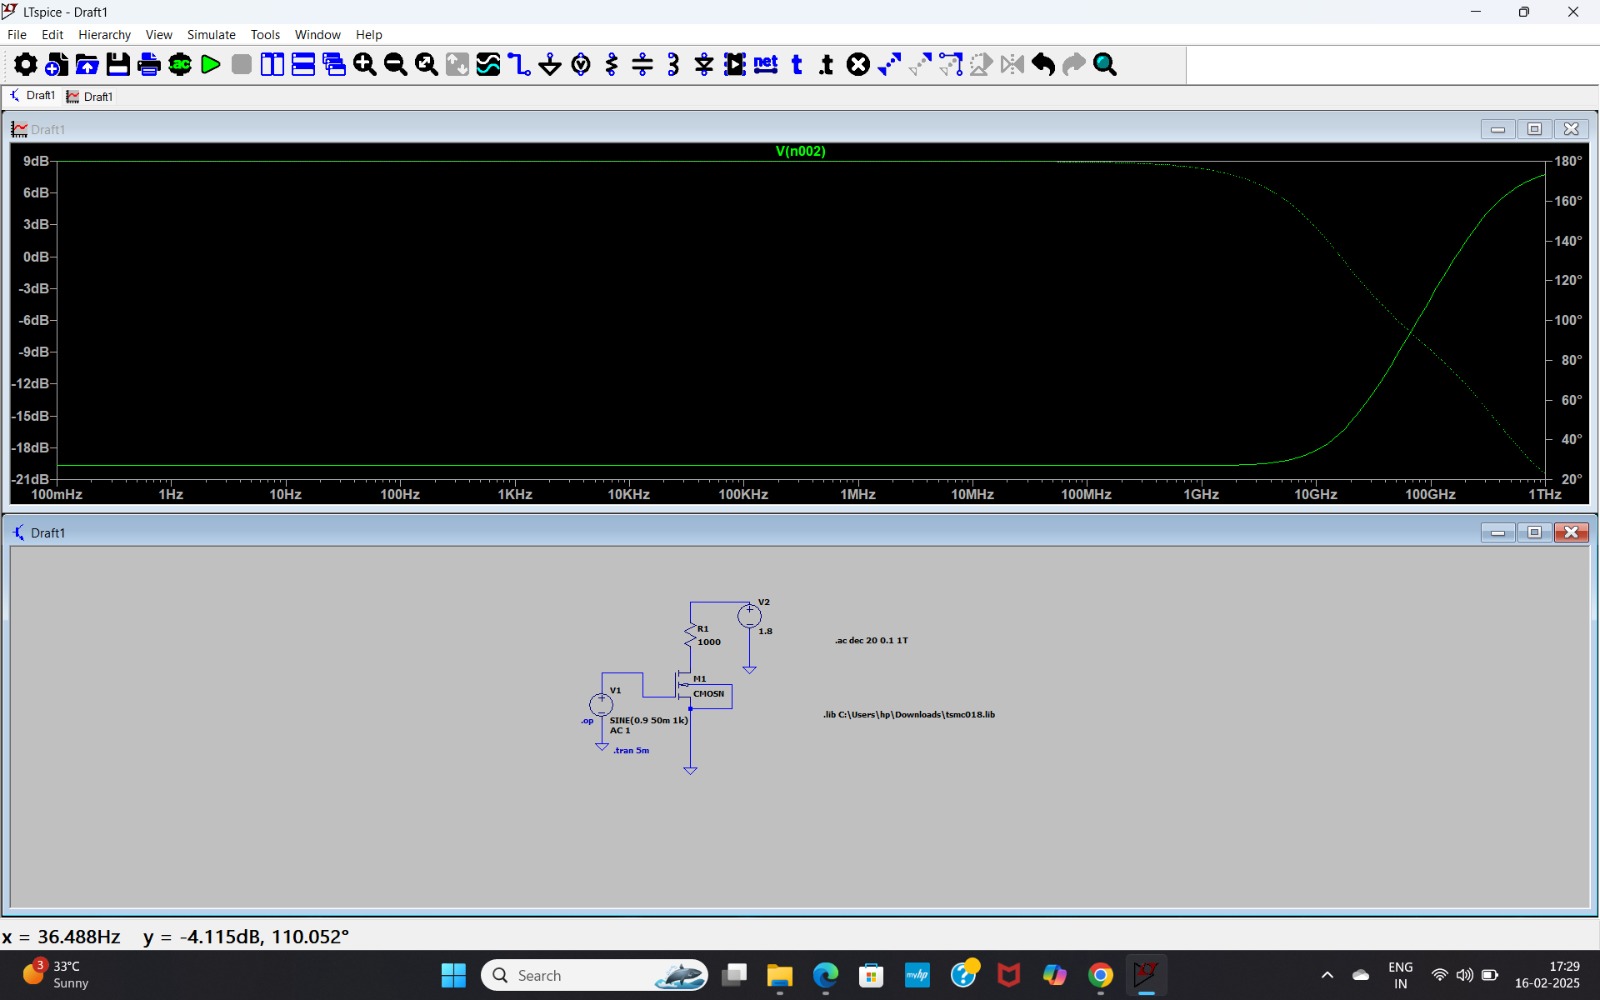 LTspice - Draft1
File Edit Hierarchy View Simulate Tools Window Help
Draft1 Draft1
Draft1
V(n002)
9dB
6dB
3dB
0dB
-3dB
-6dB
-9dB
-12dB
-15dB
-18dB
-21dB
180°
160°
140°
120°
100°
80°
60°
40°
20°
100mHz 1Hz 10Hz 100Hz 1KHz 10KHz 100KHz 1MHz 10MHz 100MHz 1GHz 10GHz 100GHz 1THz
Draft1
V2
1.8
R1
1000
.ac dec 20 0.1 1T
M1
CMOSN
V1
.op
SINE(0.9 50m 1k)
AC 1
.tran 5m
.lib C:\Users\hp\Downloads\tsmc018.lib
x = 36.488Hz y = -4.115dB, 110.052°
3
33°C
Sunny
Search
myhp
ENG
IN
17:29
16-02-2025